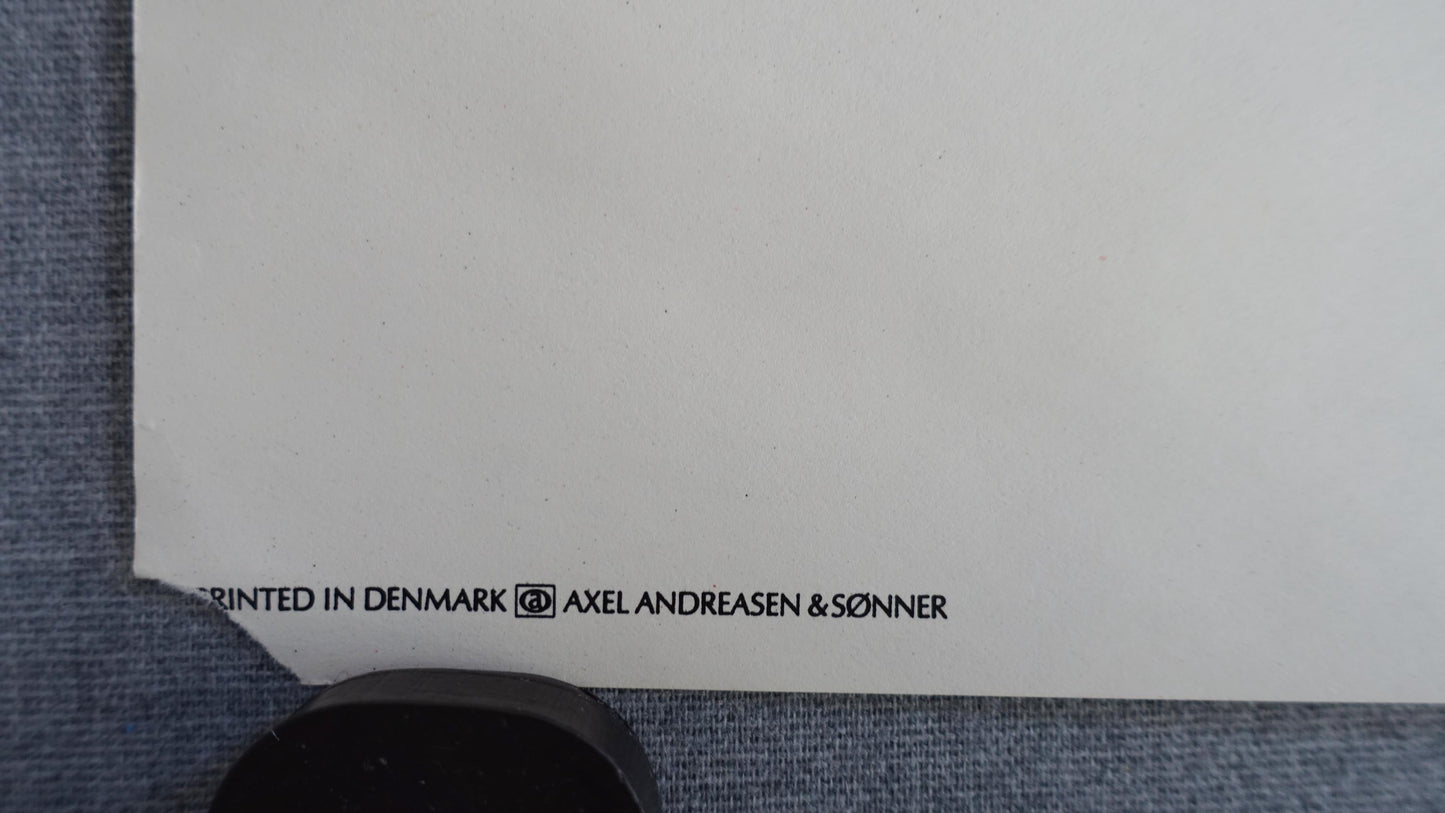 PRINTED IN DENMARK @ AXEL ANDREASEN & SØNNER